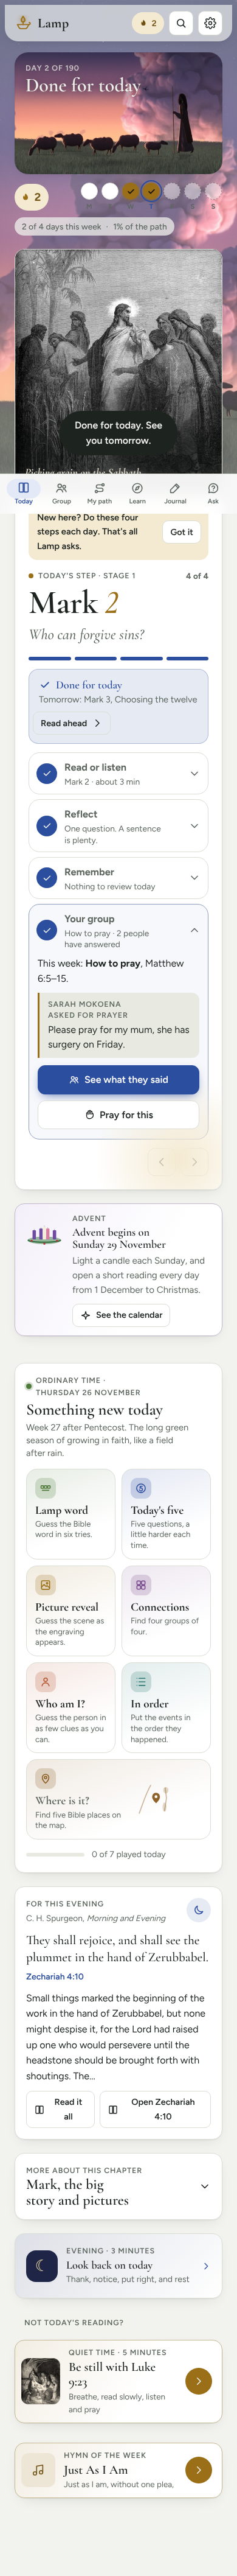 Lamp
2
DAY 2 OF 190
Done for today
2
T
S
2 of 4 days this week · 1% of the path
Done for today. See
you tomorrow.
Picking grain on the Sabbath
Today
Group
My path
Learn
Journal
Ask
New here? Do these four
steps each day. That's all
Lamp asks.
Got it
TODAY'S STEP · STAGE 1
4 of 4
Mark 2
Who can forgive sins?
Done for today
Tomorrow: Mark 3, Choosing the twelve
Read ahead
Read or listen
Mark 2 · about 3 min
Reflect
One question. A sentence
is plenty.
Remember
Nothing to review today
Your group
How to pray · 2 people
have answered
This week: How to pray, Matthew
6:5–15.
SARAH MOKOENA
ASKED FOR PRAYER
Please pray for my mum, she has
surgery on Friday.
See what they said
Pray for this
ADVENT
Advent begins on
Sunday 29 November
Light a candle each Sunday, and
open a short reading every day
from 1 December to Christmas.
See the calendar
ORDINARY TIME ·
THURSDAY 26 NOVEMBER
Something new today
Week 27 after Pentecost. The long green
season of growing in faith, like a field
after rain.
Lamp word
Guess the Bible
word in six tries.
Today's five
Five questions, a
little harder each
time.
Picture reveal
Guess the scene as
the engraving
appears.
Connections
Find four groups of
four.
Who am I?
Guess the person in
as few clues as you
can.
In order
Put the events in
the order they
happened.
Where is it?
Find five Bible places on
the map.
0 of 7 played today
FOR THIS EVENING
C. H. Spurgeon, Morning and Evening
They shall rejoice, and shall see the
plummet in the hand of Zerubbabel.
Zechariah 4:10
Small things marked the beginning of the
work in the hand of Zerubbabel, but none
might despise it, for the Lord had raised
up one who would persevere until the
headstone should be brought forth with
shoutings. The…
Read it
all
Open Zechariah
4:10
MORE ABOUT THIS CHAPTER
Mark, the big
story and pictures
EVENING · 3 MINUTES
Look back on today
Thank, notice, put right, and rest
NOT TODAY'S READING?
QUIET TIME · 5 MINUTES
Be still with Luke
9:23
Breathe, read slowly, listen
and pray
HYMN OF THE WEEK
Just As I Am
Just as I am, without one plea,